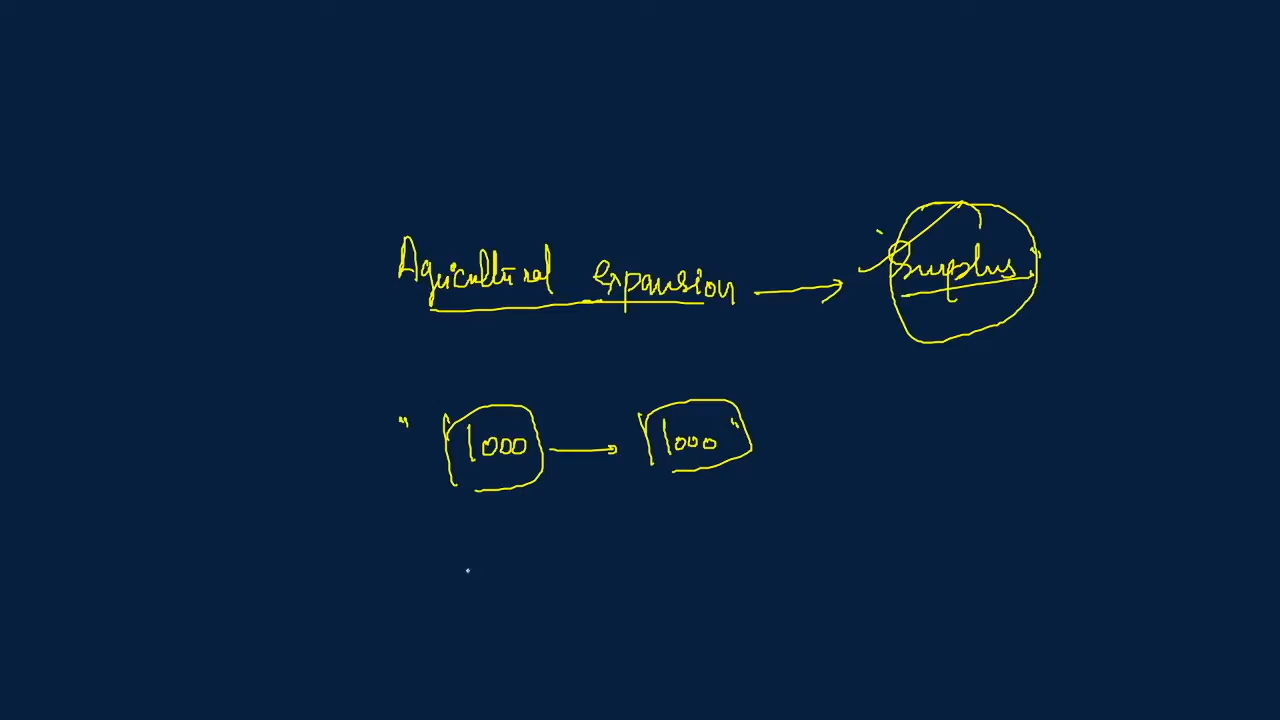 Agricultural expansion → "Surplus"
" 1000 → 1000 "